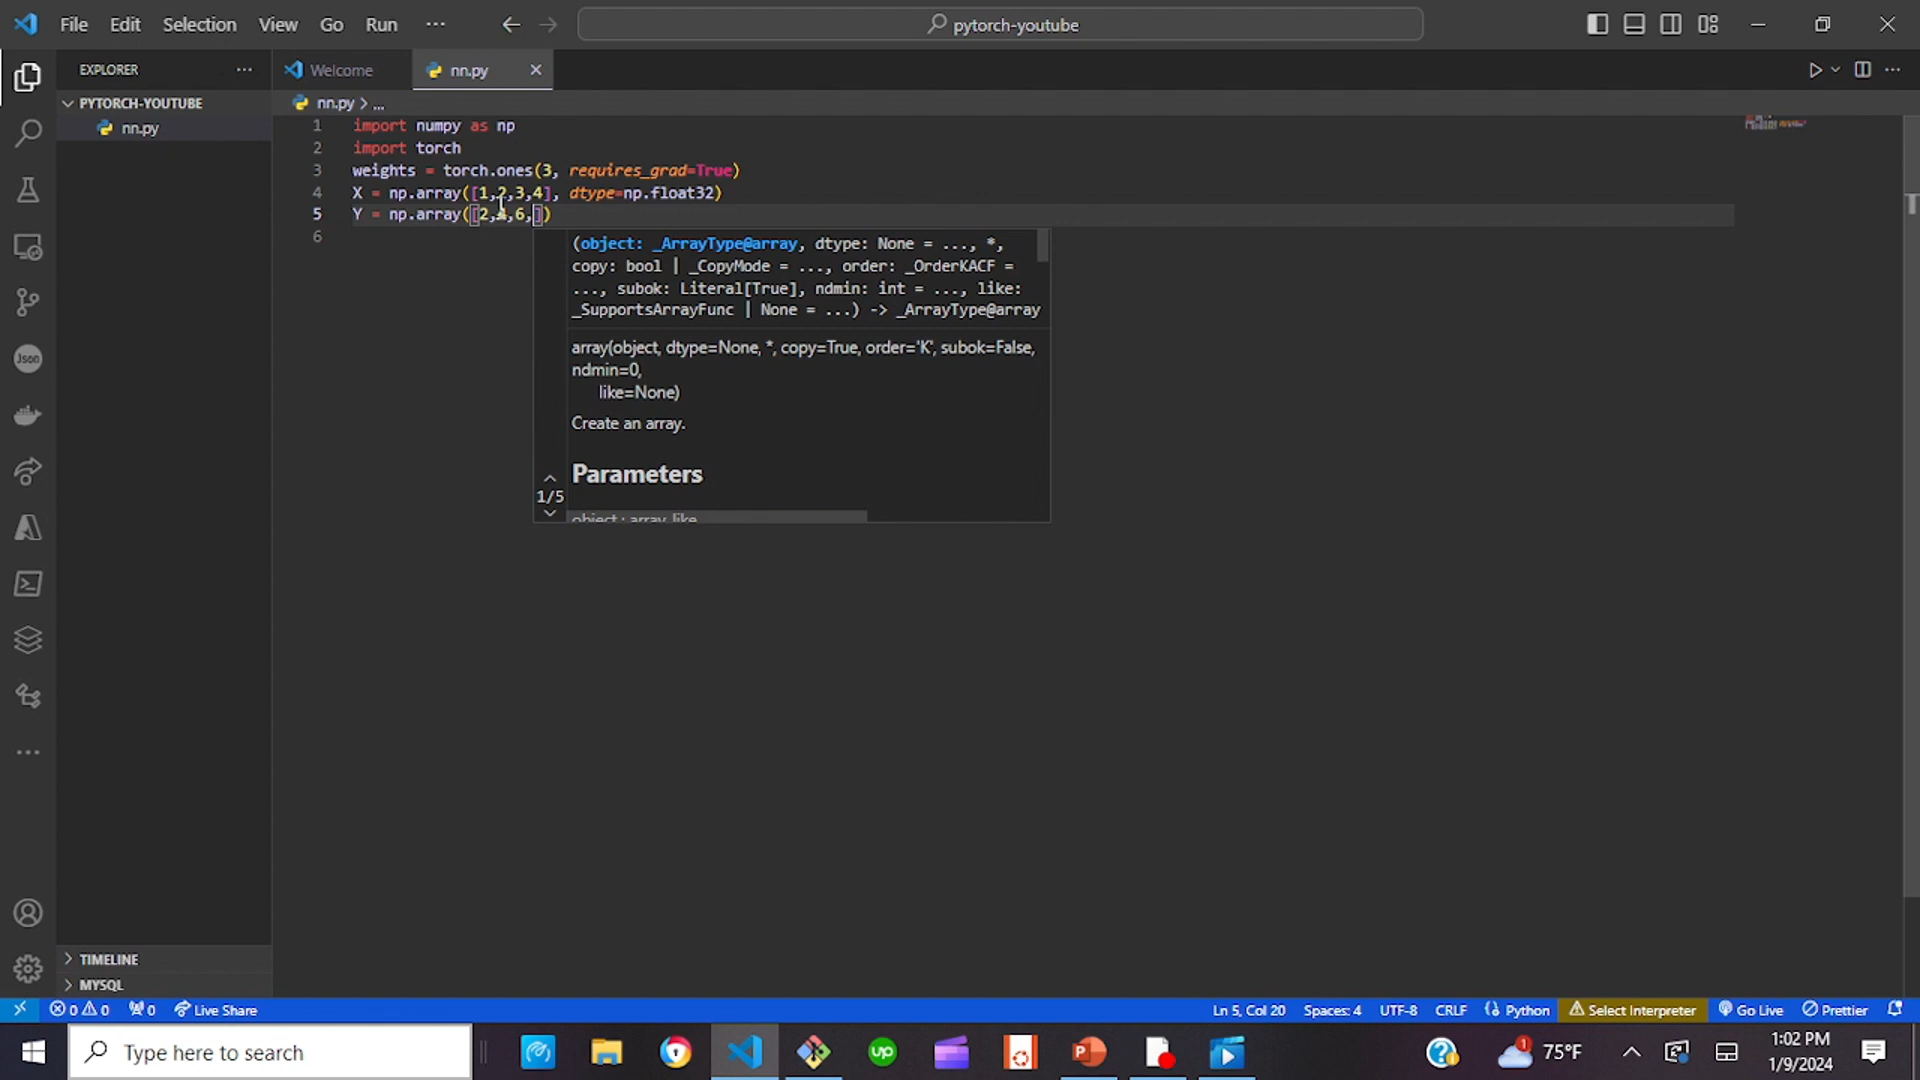 File Edit Selection View Go Run ··· pytorch-youtube
EXPLORER ··· Welcome nn.py
PYTORCH-YOUTUBE
nn.py
nn.py > ...
1 import numpy as np
2 import torch
3 weights = torch.ones(3, requires_grad=True)
4 X = np.array([1,2,3,4], dtype=np.float32)
5 Y = np.array([2,4,6,])
6
(object: _ArrayType@array, dtype: None = ..., *,
copy: bool | _CopyMode = ..., order: _OrderKACF =
..., subok: Literal[True], ndmin: int = ..., like:
_SupportsArrayFunc | None = ...) -> _ArrayType@array
array(object, dtype=None, *, copy=True, order='K', subok=False,
ndmin=0,
like=None)
Create an array.
Parameters
1/5
object : array_like
Json
TIMELINE
MYSQL
0 0 0 Live Share Ln 5, Col 20 Spaces: 4 UTF-8 CRLF Python Select Interpreter Go Live Prettier
Type here to search up 1 75°F 1:02 PM
1/9/2024